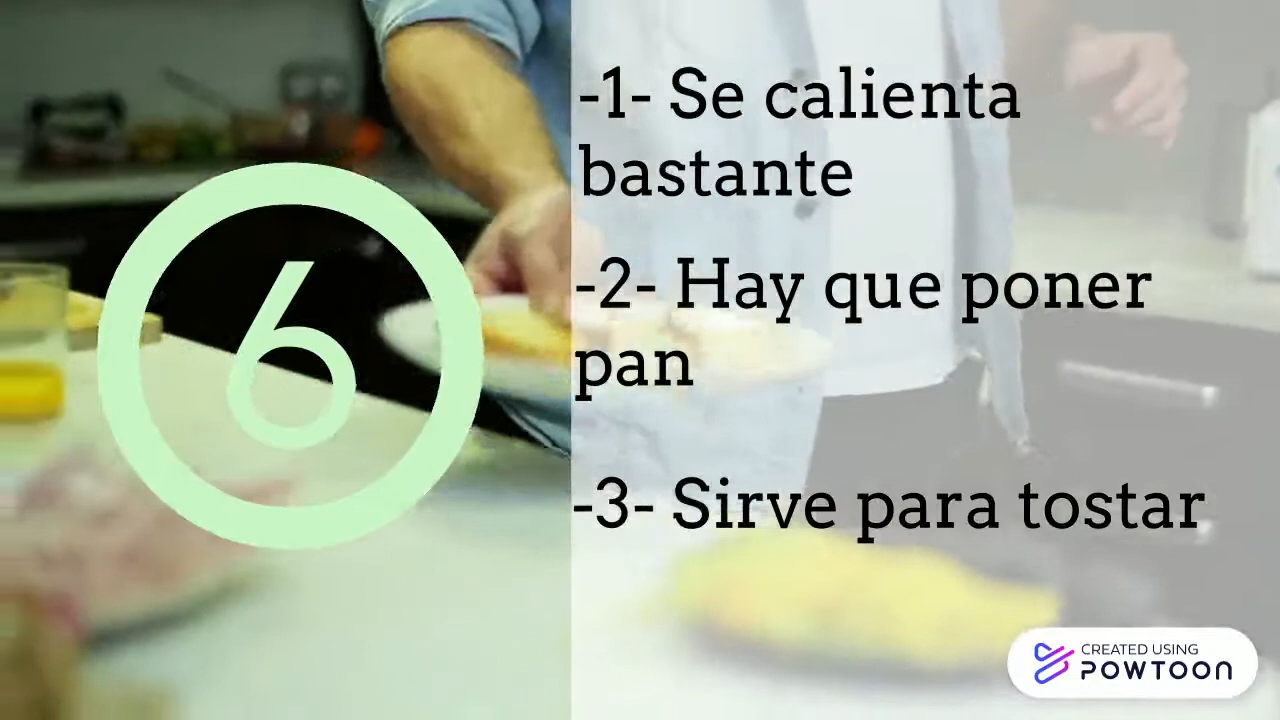 6
-1- Se calienta
bastante
-2- Hay que poner
pan
-3- Sirve para tostar
CREATED USING
POWTOON